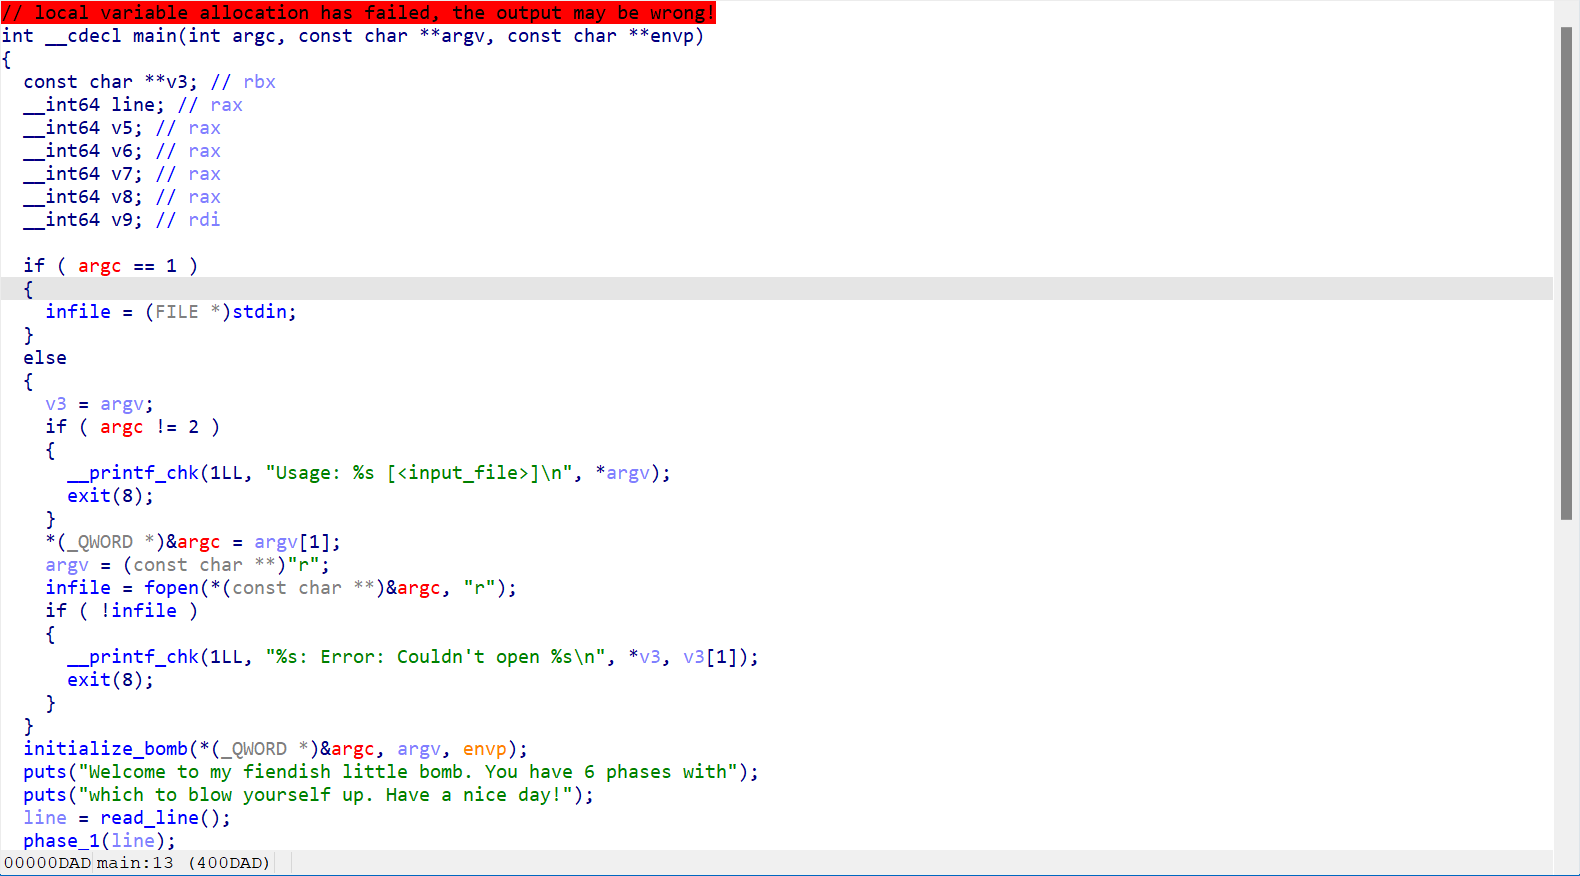 // local variable allocation has failed, the output may be wrong!
int __cdecl main(int argc, const char **argv, const char **envp)
{
  const char **v3; // rbx
  __int64 line; // rax
  __int64 v5; // rax
  __int64 v6; // rax
  __int64 v7; // rax
  __int64 v8; // rax
  __int64 v9; // rdi

  if ( argc == 1 )
  {
    infile = (FILE *)stdin;
  }
  else
  {
    v3 = argv;
    if ( argc != 2 )
    {
      __printf_chk(1LL, "Usage: %s [<input_file>]\n", *argv);
      exit(8);
    }
    *(_QWORD *)&argc = argv[1];
    argv = (const char **)"r";
    infile = fopen(*(const char **)&argc, "r");
    if ( !infile )
    {
      __printf_chk(1LL, "%s: Error: Couldn't open %s\n", *v3, v3[1]);
      exit(8);
    }
  }
  initialize_bomb(*(_QWORD *)&argc, argv, envp);
  puts("Welcome to my fiendish little bomb. You have 6 phases with");
  puts("which to blow yourself up. Have a nice day!");
  line = read_line();
  phase_1(line);
00000DAD main:13 (400DAD)